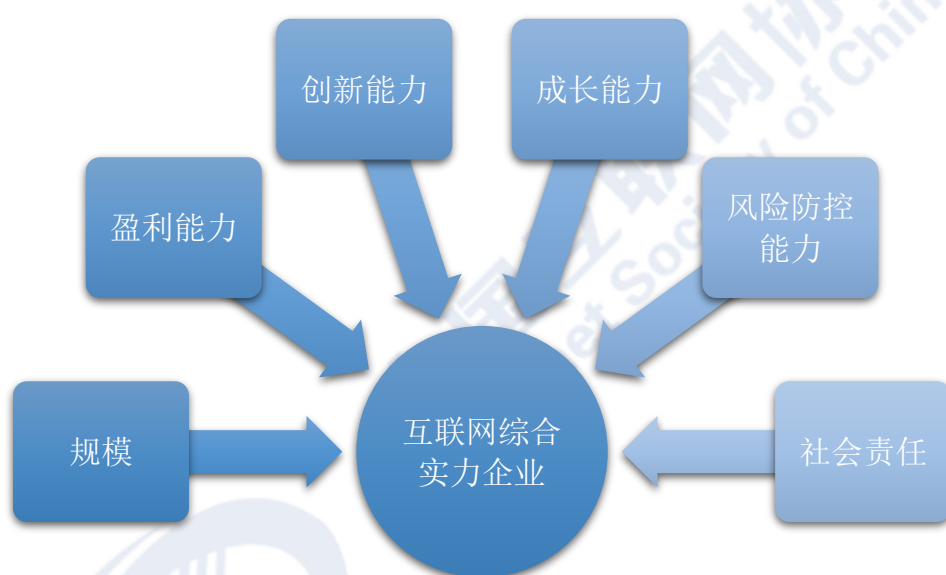 创新能力
成长能力
盈利能力
风险防控
能力
规模
互联网综合
实力企业
社会责任